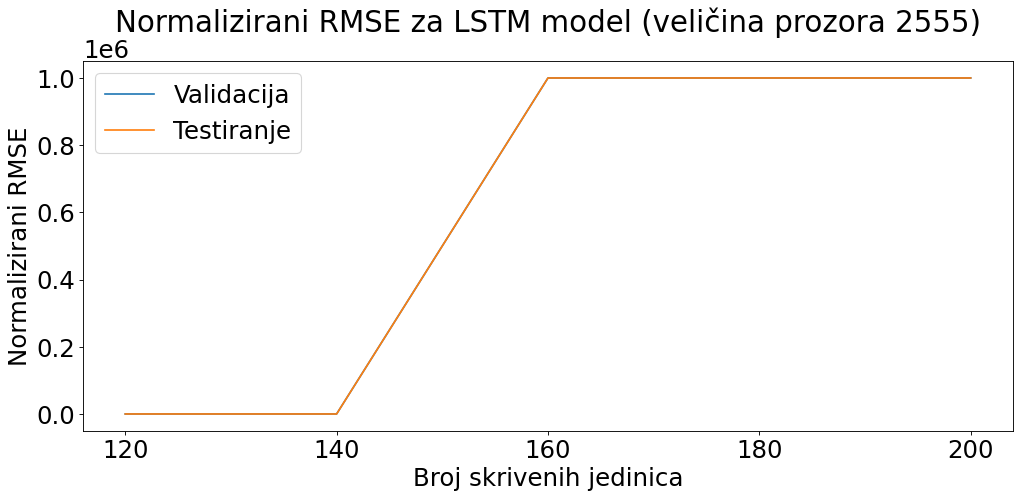 Normalizirani RMSE za LSTM model (veličina prozora 2555)
1e6
1.0
0.8
0.6
0.4
0.2
0.0
Normalizirani RMSE
Validacija
Testiranje
120 140 160 180 200
Broj skrivenih jedinica